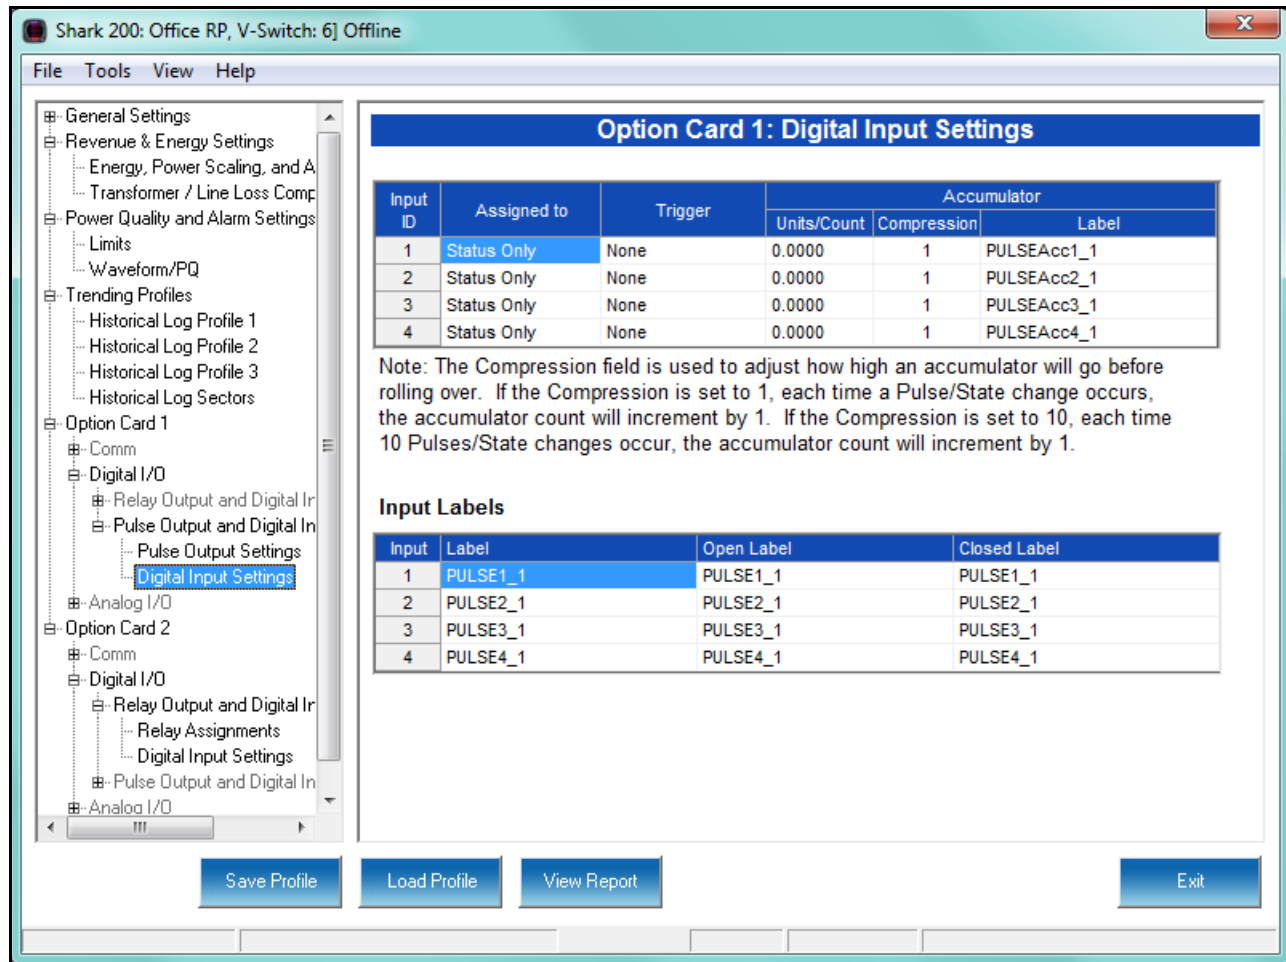 Shark 200: Office RP, V-Switch: 6] Offline
File Tools View Help
General Settings
Revenue & Energy Settings
Energy, Power Scaling, and A
Transformer / Line Loss Comp
Power Quality and Alarm Settings
Limits
Waveform/PQ
Trending Profiles
Historical Log Profile 1
Historical Log Profile 2
Historical Log Profile 3
Historical Log Sectors
Option Card 1
Comm
Digital I/O
Relay Output and Digital In
Pulse Output and Digital In
Pulse Output Settings
Digital Input Settings
Analog I/O
Option Card 2
Comm
Digital I/O
Relay Output and Digital In
Relay Assignments
Digital Input Settings
Pulse Output and Digital In
Analog I/O
Option Card 1: Digital Input Settings
Input ID Assigned to Trigger Accumulator
Units/Count Compression Label
1 Status Only None 0.0000 1 PULSEAcc1_1
2 Status Only None 0.0000 1 PULSEAcc2_1
3 Status Only None 0.0000 1 PULSEAcc3_1
4 Status Only None 0.0000 1 PULSEAcc4_1
Note: The Compression field is used to adjust how high an accumulator will go before
rolling over. If the Compression is set to 1, each time a Pulse/State change occurs,
the accumulator count will increment by 1. If the Compression is set to 10, each time
10 Pulses/State changes occur, the accumulator count will increment by 1.
Input Labels
Input Label Open Label Closed Label
1 PULSE1_1 PULSE1_1 PULSE1_1
2 PULSE2_1 PULSE2_1 PULSE2_1
3 PULSE3_1 PULSE3_1 PULSE3_1
4 PULSE4_1 PULSE4_1 PULSE4_1
Save Profile Load Profile View Report Exit